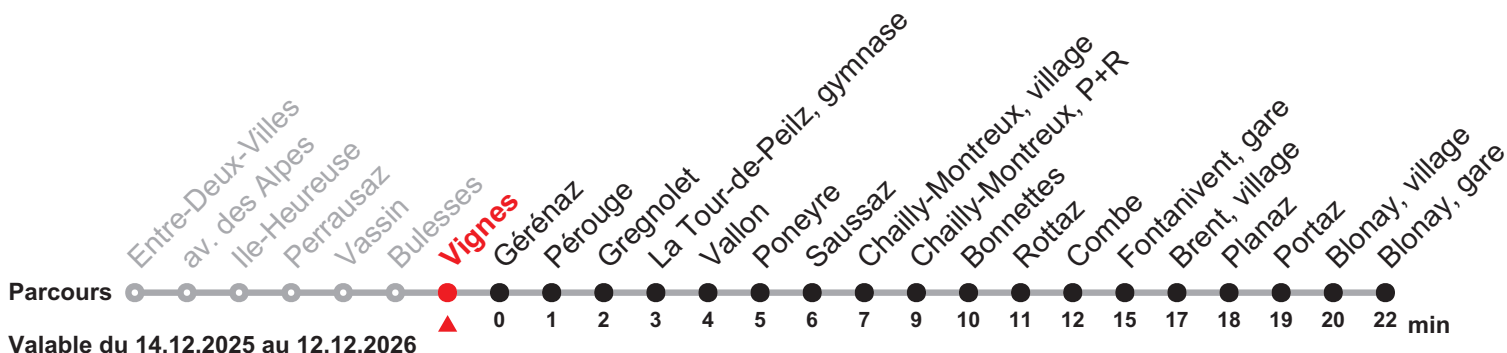 Entre-Deux-Villes
av. des Alpes
Ile-Heureuse
Perrausaz
Vassin
Bulesses
Vignes
Gérénaz
Pérouge
Gregnolet
La Tour-de-Peilz, gymnase
Vallon
Poneyre
Saussaz
Chailly-Montreux, village
Chailly-Montreux, P+R
Bonnettes
Rottaz
Combe
Fontanivent, gare
Brent, village
Planaz
Portaz
Blonay, village
Blonay, gare
Parcours
0 1 2 3 4 5 6 7 9 10 11 12 15 17 18 19 20 22 min
Valable du 14.12.2025 au 12.12.2026